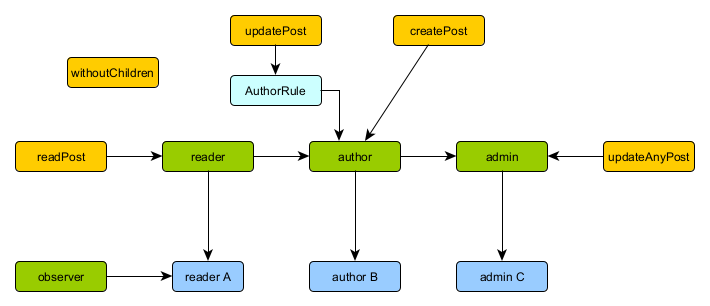 updatePost
createPost
withoutChildren
AuthorRule
readPost
reader
author
admin
updateAnyPost
observer
reader A
author B
admin C